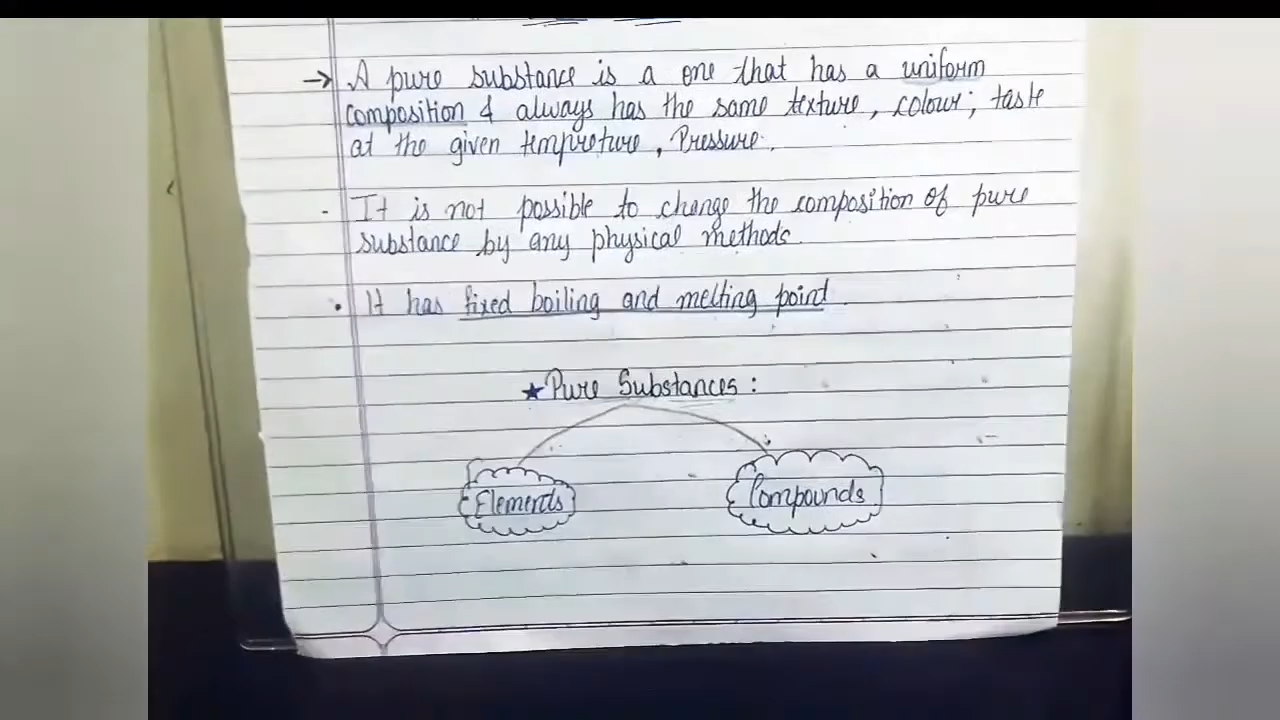 → A pure substance is a one that has a uniform
composition & always has the same texture, colour, taste
at the given tempreture, Pressure.
- It is not possible to change the composition of pure
substance by any physical methods.
• It has fixed boiling and melting point.
★ Pure Substances :
Elements
Compounds